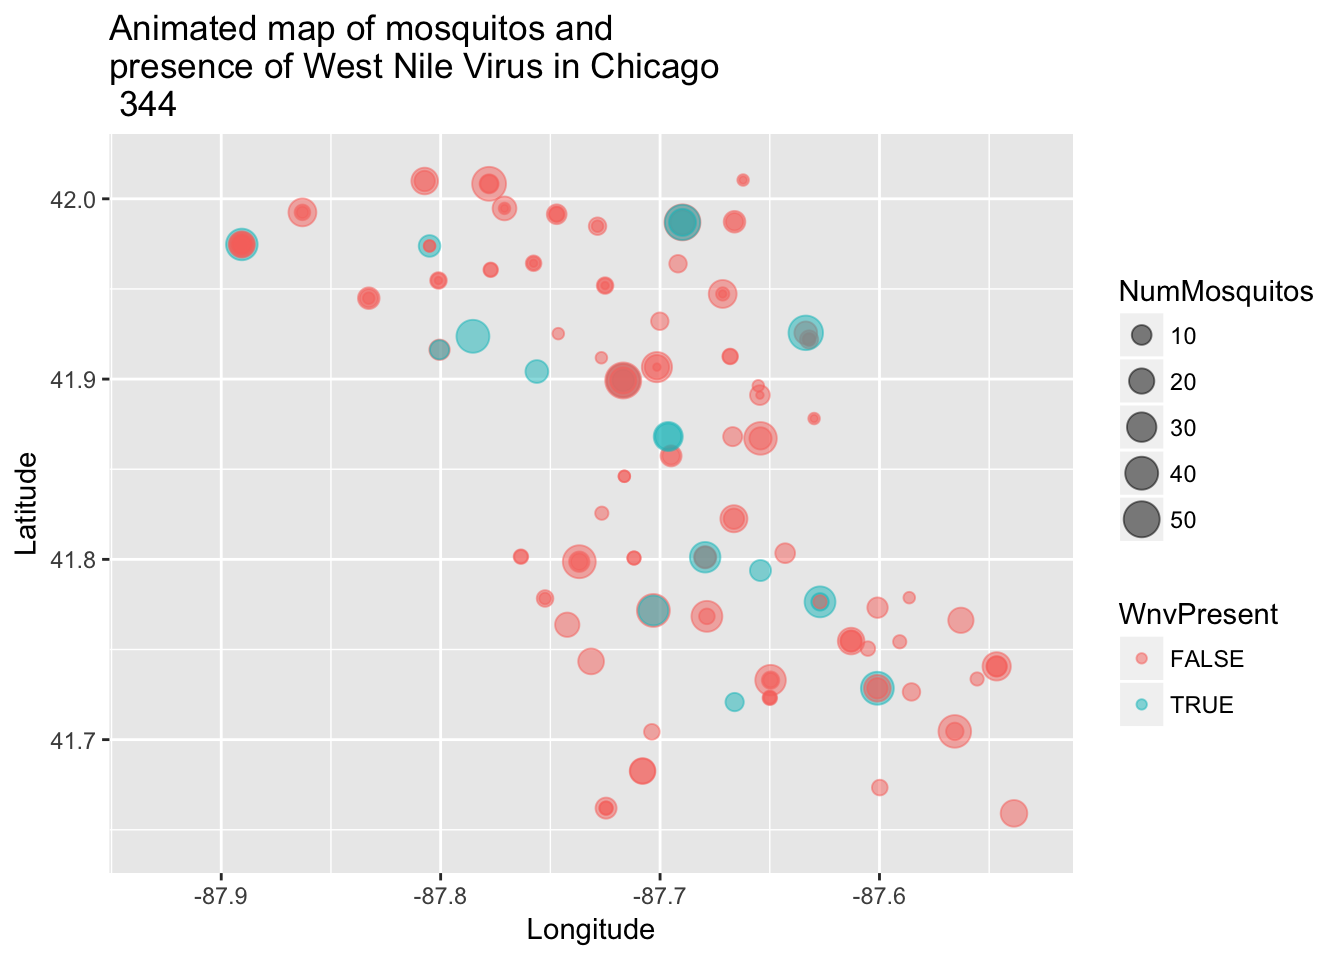 Animated map of mosquitos and
presence of West Nile Virus in Chicago
344
42.0
41.9
41.8
41.7
Latitude
-87.9
-87.8
-87.7
-87.6
Longitude
NumMosquitos
10
20
30
40
50
WnvPresent
FALSE
TRUE